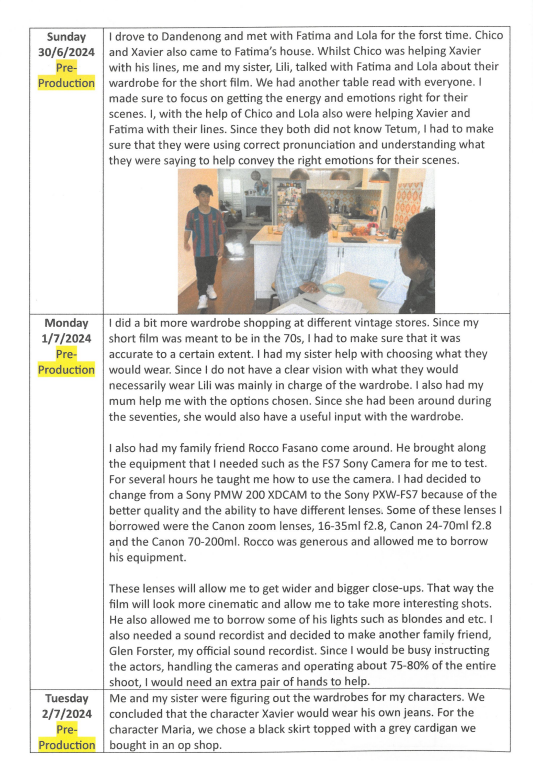 Sunday
30/6/2024
Pre-
Production
I drove to Dandenong and met with Fatima and Lola for the forst time. Chico
and Xavier also came to Fatima's house. Whilst Chico was helping Xavier
with his lines, me and my sister, Lili, talked with Fatima and Lola about their
wardrobe for the short film. We had another table read with everyone. I
made sure to focus on getting the energy and emotions right for their
scenes. I, with the help of Chico and Lola also were helping Xavier and
Fatima with their lines. Since they both did not know Tetum, I had to make
sure that they were using correct pronunciation and understanding what
they were saying to help convey the right emotions for their scenes.
Monday
1/7/2024
Pre-
Production
I did a bit more wardrobe shopping at different vintage stores. Since my
short film was meant to be in the 70s, I had to make sure that it was
accurate to a certain extent. I had my sister help with choosing what they
would wear. Since I do not have a clear vision with what they would
necessarily wear Lili was mainly in charge of the wardrobe. I also had my
mum help me with the options chosen. Since she had been around during
the seventies, she would also have a useful input with the wardrobe.
I also had my family friend Rocco Fasano come around. He brought along
the equipment that I needed such as the FS7 Sony Camera for me to test.
For several hours he taught me how to use the camera. I had decided to
change from a Sony PMW 200 XDCAM to the Sony PXW-FS7 because of the
better quality and the ability to have different lenses. Some of these lenses I
borrowed were the Canon zoom lenses, 16-35ml f2.8, Canon 24-70ml f2.8
and the Canon 70-200ml. Rocco was generous and allowed me to borrow
his equipment.
These lenses will allow me to get wider and bigger close-ups. That way the
film will look more cinematic and allow me to take more interesting shots.
He also allowed me to borrow some of his lights such as blondes and etc. I
also needed a sound recordist and decided to make another family friend,
Glen Forster, my official sound recordist. Since I would be busy instructing
the actors, handling the cameras and operating about 75-80% of the entire
shoot, I would need an extra pair of hands to help.
Tuesday
2/7/2024
Pre-
Production
Me and my sister were figuring out the wardrobes for my characters. We
concluded that the character Xavier would wear his own jeans. For the
character Maria, we chose a black skirt topped with a grey cardigan we
bought in an op shop.